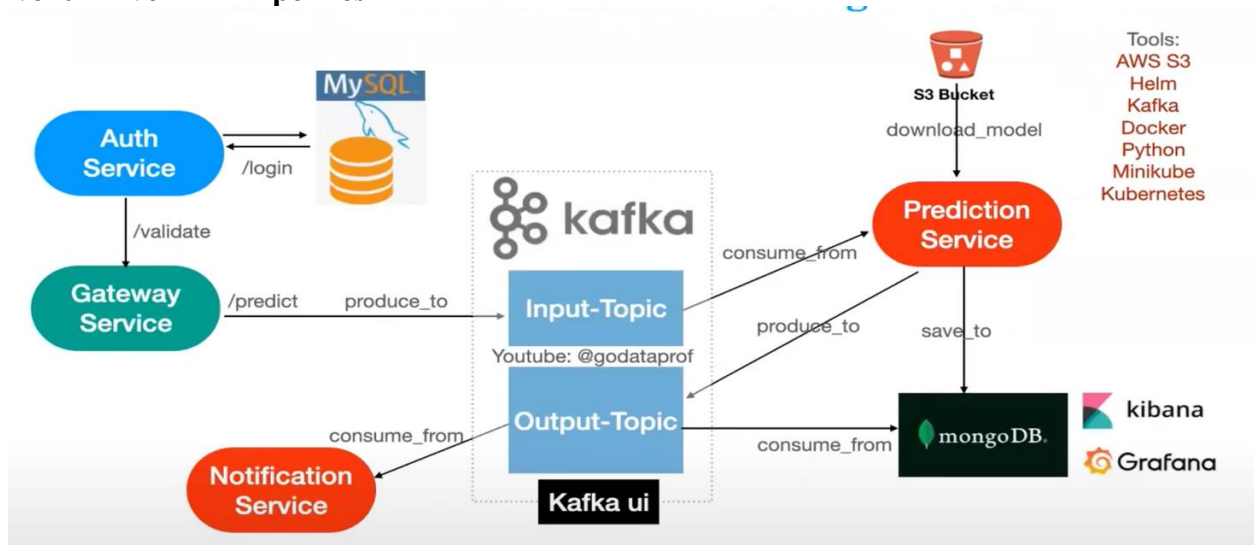 MySQL
Auth
Service
/login
/validate
Gateway
Service
/predict
produce_to
kafka
Input-Topic
Youtube: @godataprof
Output-Topic
Kafka ui
consume_from
Notification
Service
S3 Bucket
download_model
Prediction
Service
consume_from
produce_to
save_to
consume_from
mongoDB.
kibana
Grafana
Tools:
AWS S3
Helm
Kafka
Docker
Python
Minikube
Kubernetes